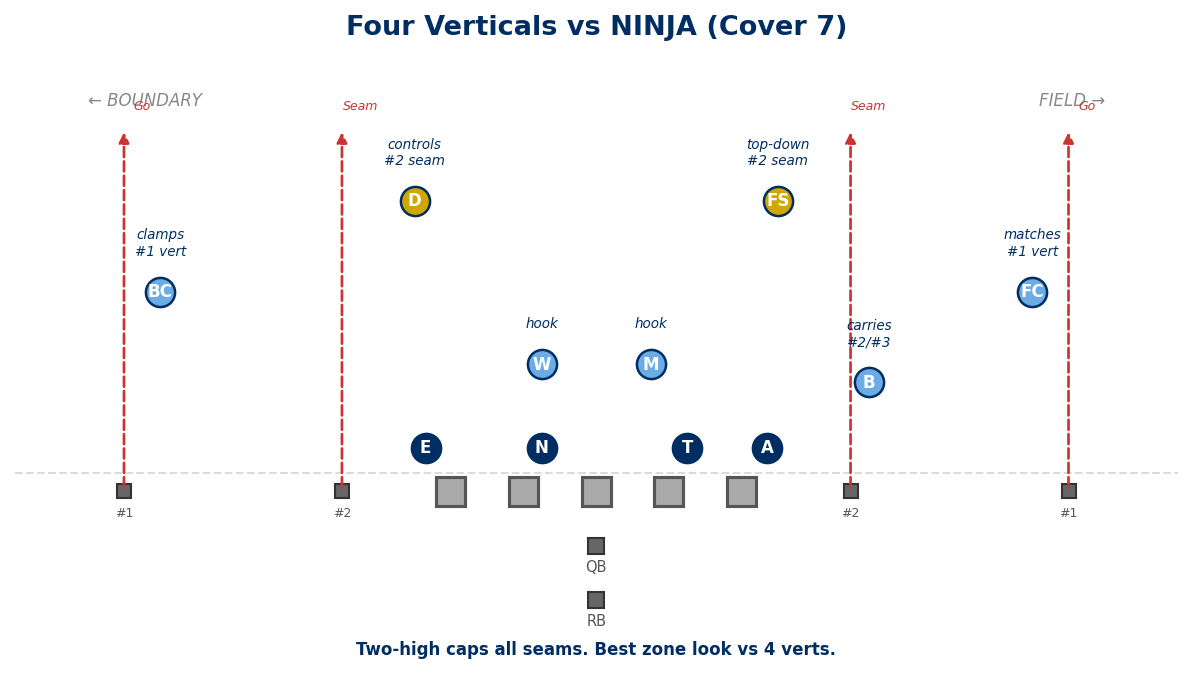 Four Verticals vs NINJA (Cover 7)
← BOUNDARY
FIELD →
Go
Seam
Seam
Go
controls
#2 seam
top-down
#2 seam
D
FS
clamps
#1 vert
matches
#1 vert
BC
FC
hook
hook
carries
#2/#3
W
M
B
E
N
T
A
#1
#2
#2
#1
QB
RB
Two-high caps all seams. Best zone look vs 4 verts.